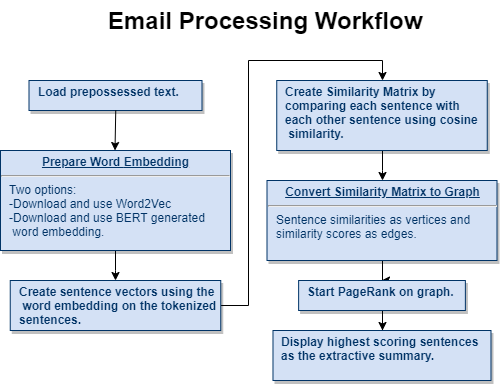 Email Processing Workflow
Load prepossessed text.
Prepare Word Embedding
Two options:
-Download and use Word2Vec
-Download and use BERT generated
word embedding.
Create sentence vectors using the
word embedding on the tokenized
sentences.
Create Similarity Matrix by
comparing each sentence with
each other sentence using cosine
similarity.
Convert Similarity Matrix to Graph
Sentence similarities as vertices and
similarity scores as edges.
Start PageRank on graph.
Display highest scoring sentences
as the extractive summary.